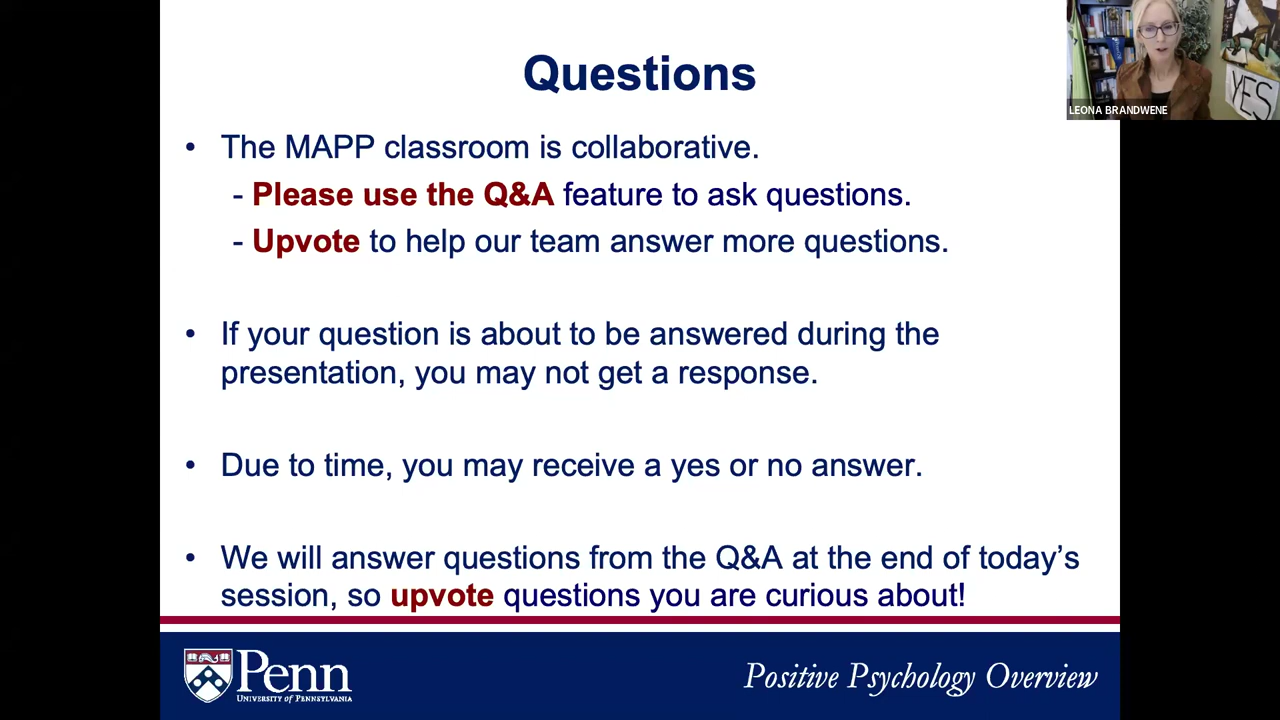 Questions
LEONA BRANDWENE
YES
• The MAPP classroom is collaborative.
- Please use the Q&A feature to ask questions.
- Upvote to help our team answer more questions.
• If your question is about to be answered during the
presentation, you may not get a response.
• Due to time, you may receive a yes or no answer.
• We will answer questions from the Q&A at the end of today’s
session, so upvote questions you are curious about!
Penn
UNIVERSITY OF PENNSYLVANIA
Positive Psychology Overview